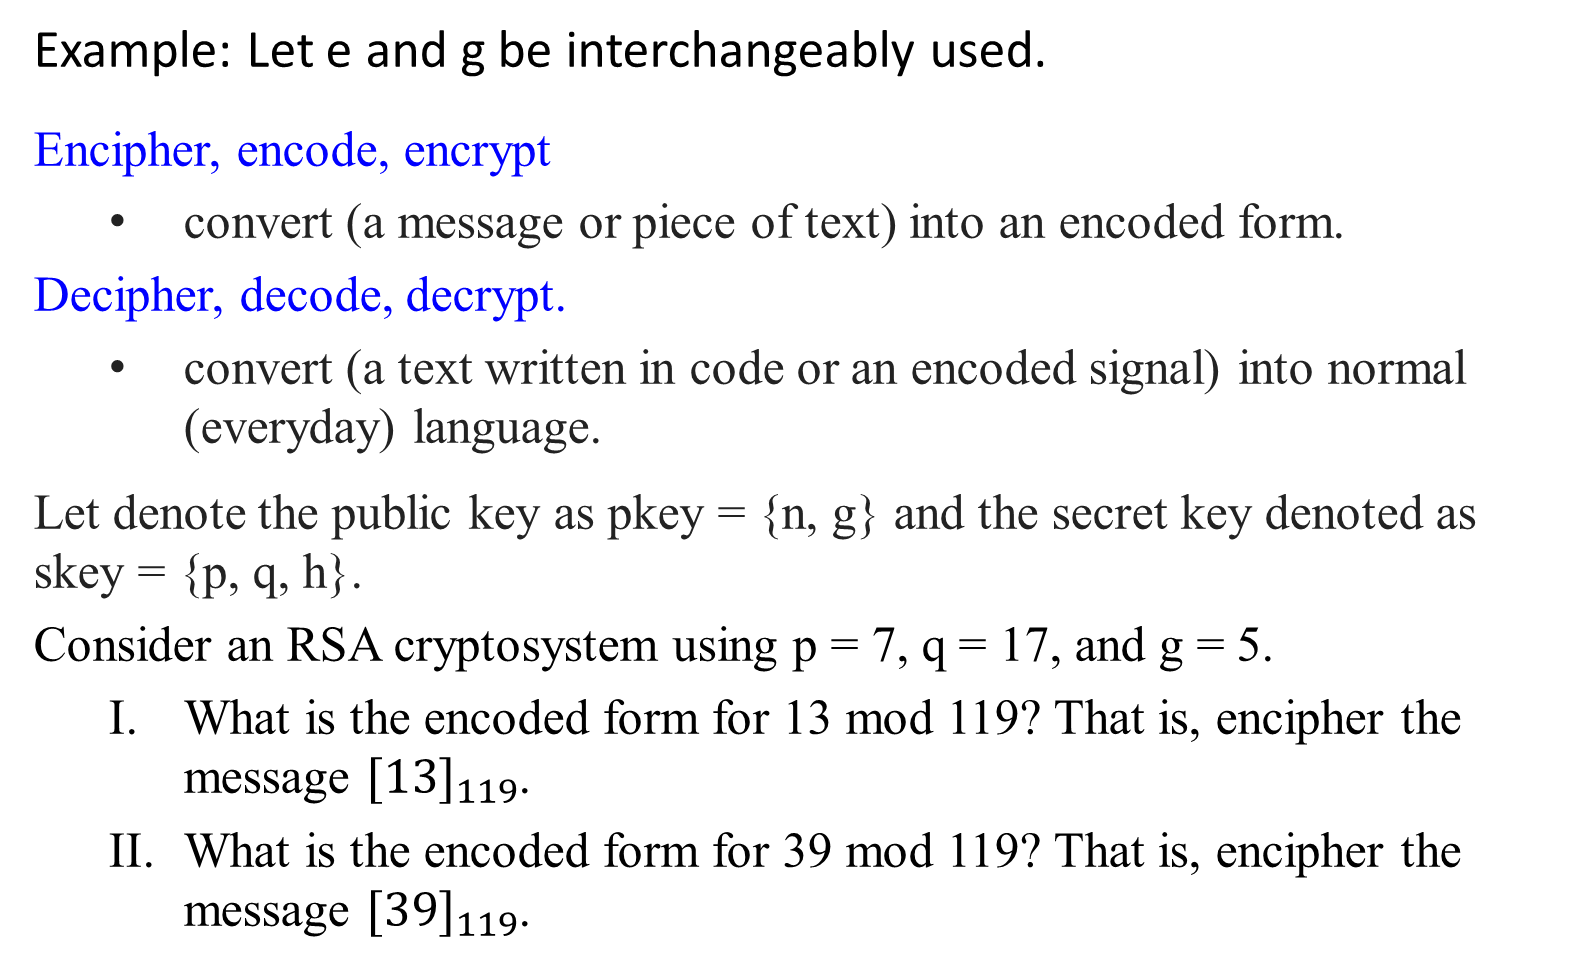 Example: Let e and g be interchangeably used.
Encipher, encode, encrypt
• convert (a message or piece of text) into an encoded form.
Decipher, decode, decrypt.
• convert (a text written in code or an encoded signal) into normal
(everyday) language.
Let denote the public key as pkey = {n, g} and the secret key denoted as
skey = {p, q, h}.
Consider an RSA cryptosystem using p = 7, q = 17, and g = 5.
I. What is the encoded form for 13 mod 119? That is, encipher the
message [13]₁₁₉.
II. What is the encoded form for 39 mod 119? That is, encipher the
message [39]₁₁₉.